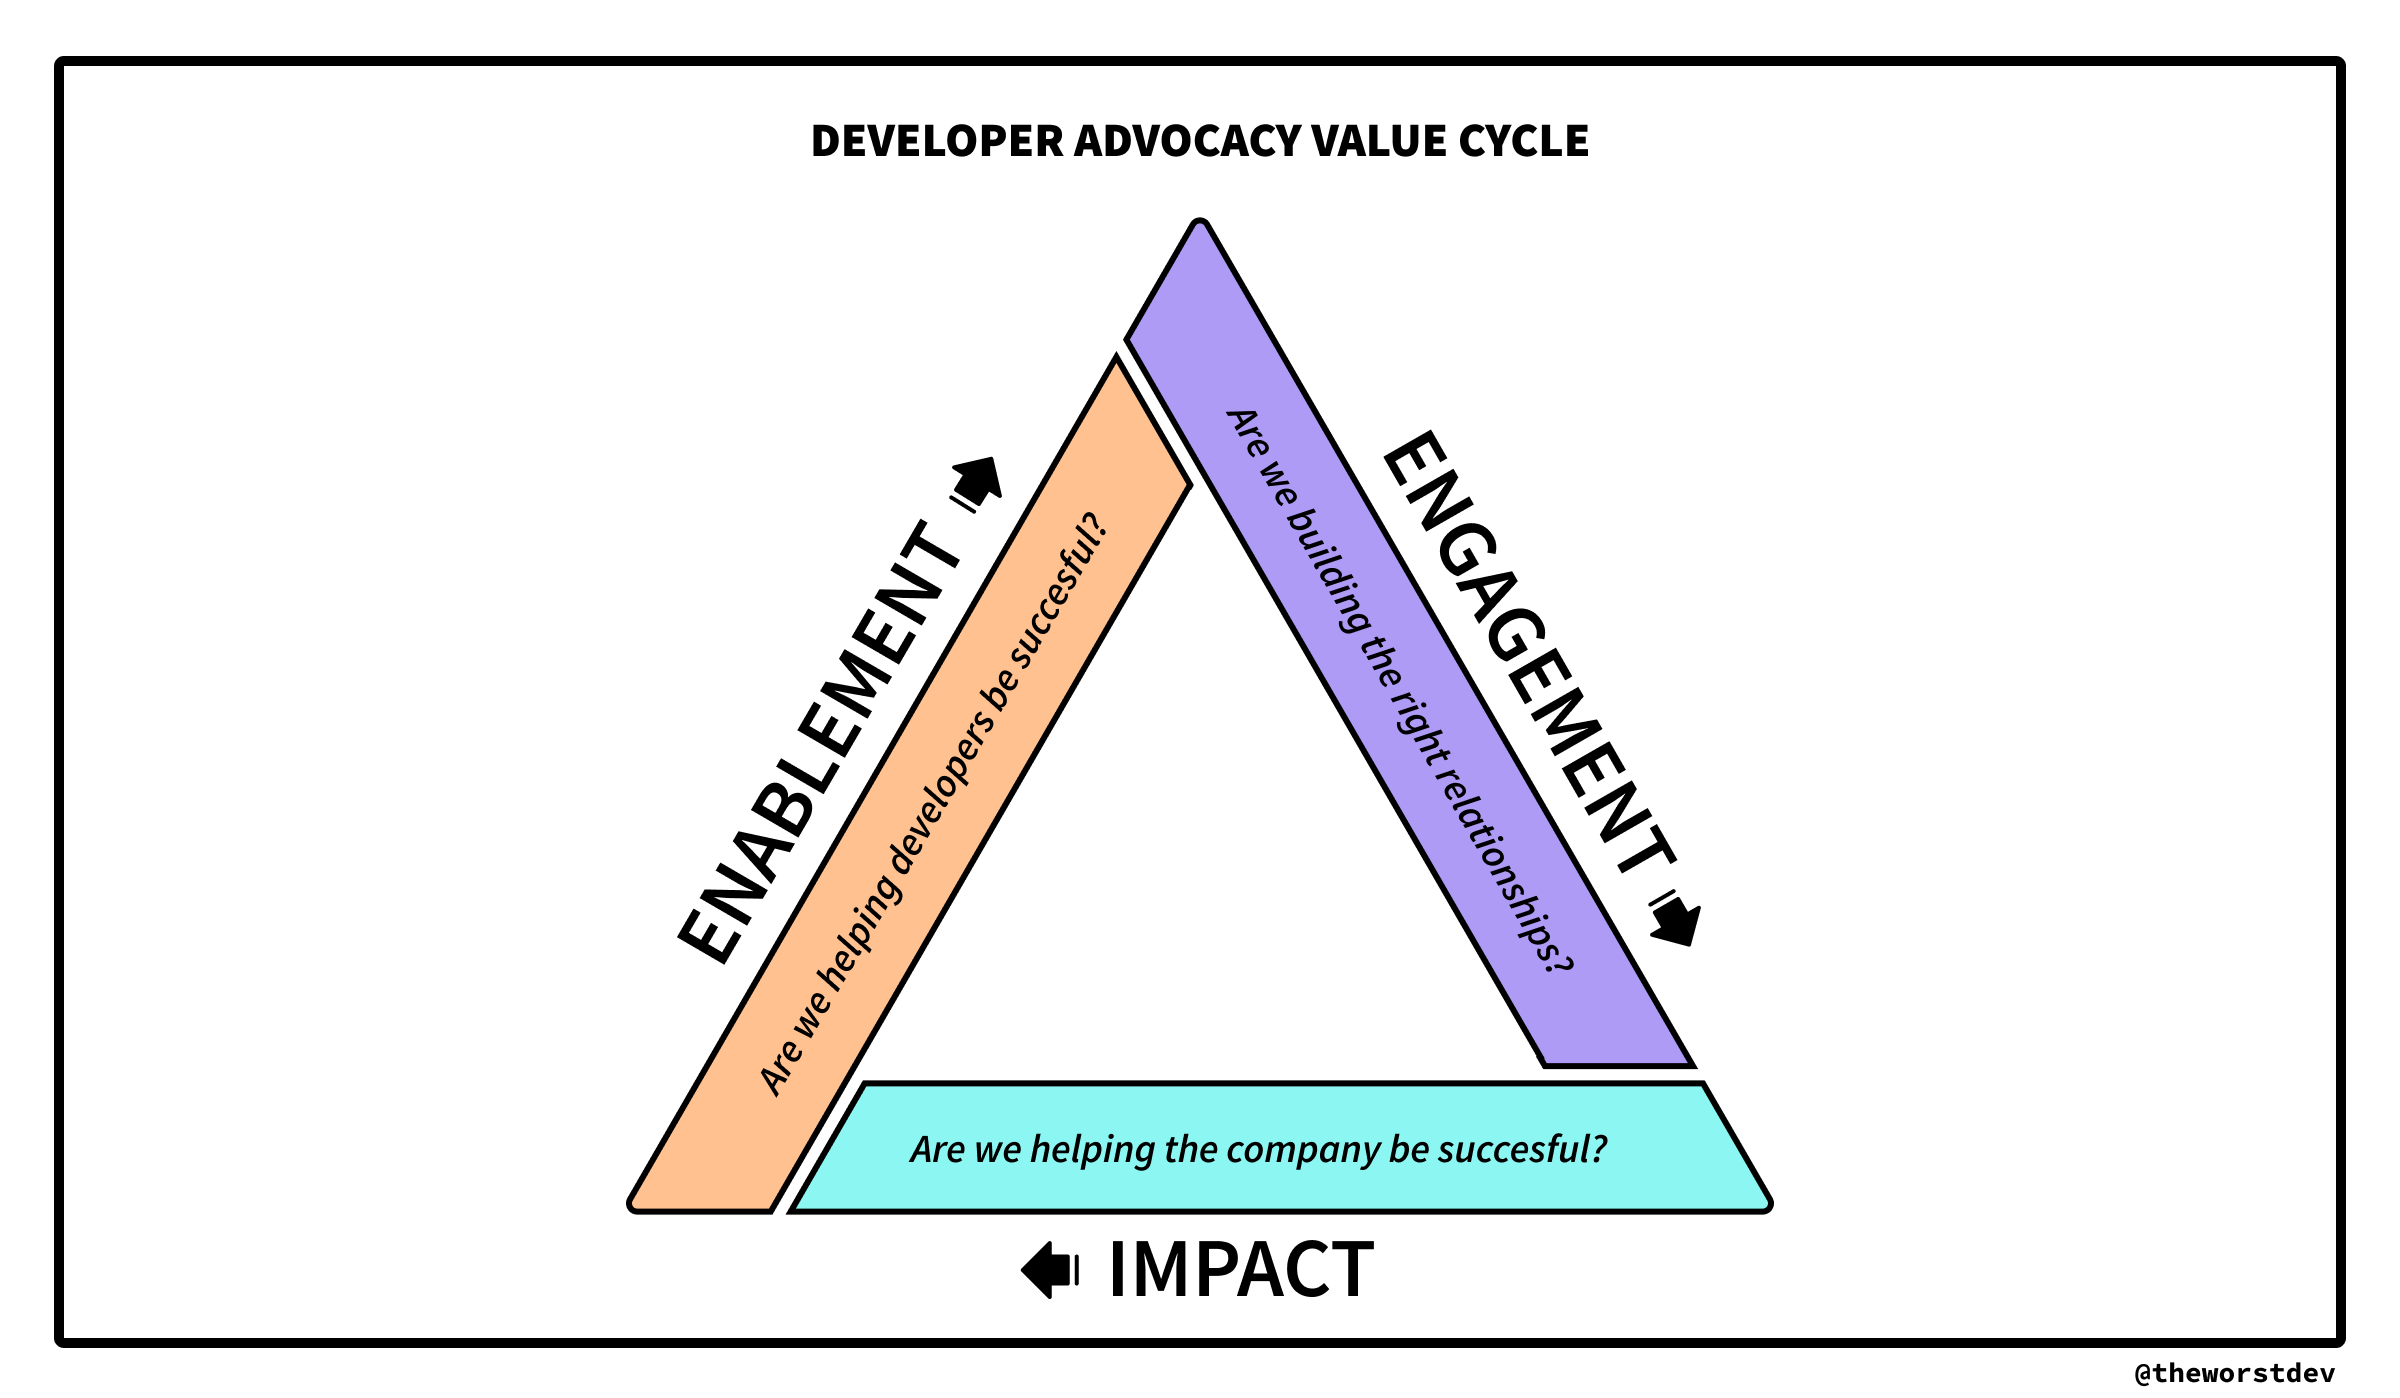 DEVELOPER ADVOCACY VALUE CYCLE
ENABLEMENT
Are we helping developers be succesful?
Are we building the right relationships?
ENGAGEMENT
Are we helping the company be succesful?
IMPACT
@theworstdev